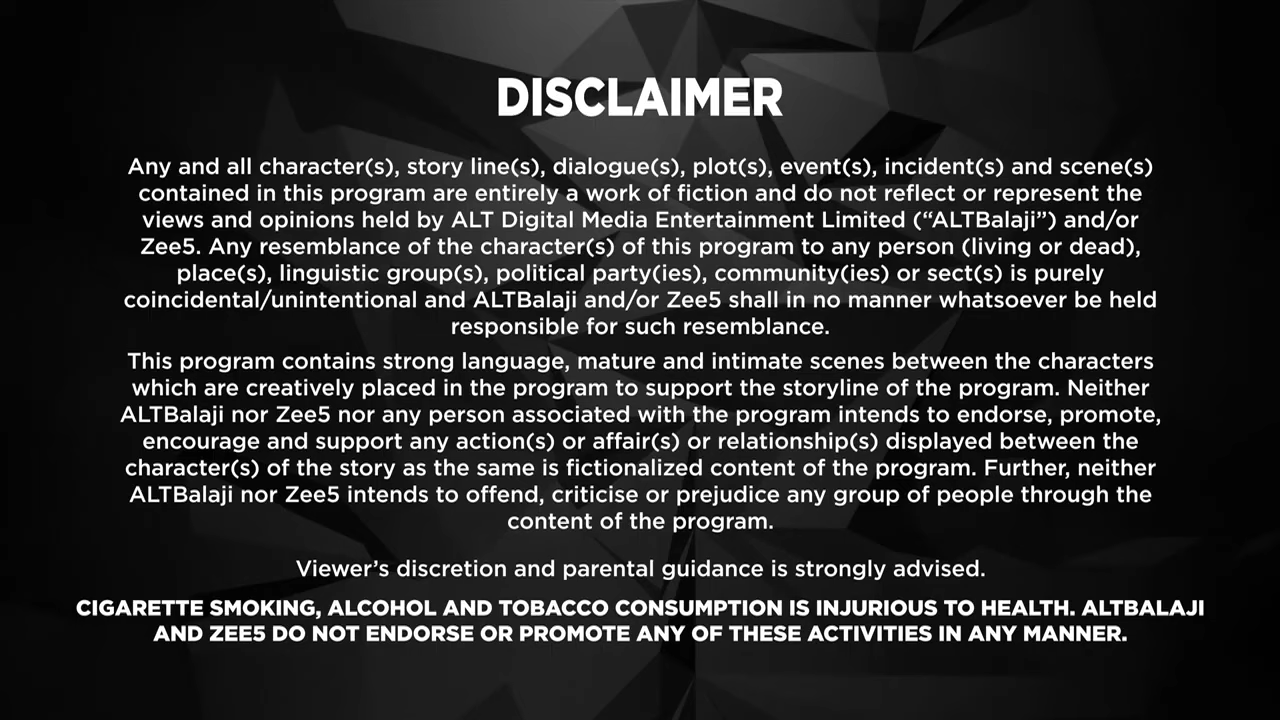 DISCLAIMER
Any and all character(s), story line(s), dialogue(s), plot(s), event(s), incident(s) and scene(s)
contained in this program are entirely a work of fiction and do not reflect or represent the
views and opinions held by ALT Digital Media Entertainment Limited (“ALTBalaji”) and/or
Zee5. Any resemblance of the character(s) of this program to any person (living or dead),
place(s), linguistic group(s), political party(ies), community(ies) or sect(s) is purely
coincidental/unintentional and ALTBalaji and/or Zee5 shall in no manner whatsoever be held
responsible for such resemblance.
This program contains strong language, mature and intimate scenes between the characters
which are creatively placed in the program to support the storyline of the program. Neither
ALTBalaji nor Zee5 nor any person associated with the program intends to endorse, promote,
encourage and support any action(s) or affair(s) or relationship(s) displayed between the
character(s) of the story as the same is fictionalized content of the program. Further, neither
ALTBalaji nor Zee5 intends to offend, criticise or prejudice any group of people through the
content of the program.
Viewer’s discretion and parental guidance is strongly advised.
CIGARETTE SMOKING, ALCOHOL AND TOBACCO CONSUMPTION IS INJURIOUS TO HEALTH. ALTBALAJI
AND ZEE5 DO NOT ENDORSE OR PROMOTE ANY OF THESE ACTIVITIES IN ANY MANNER.